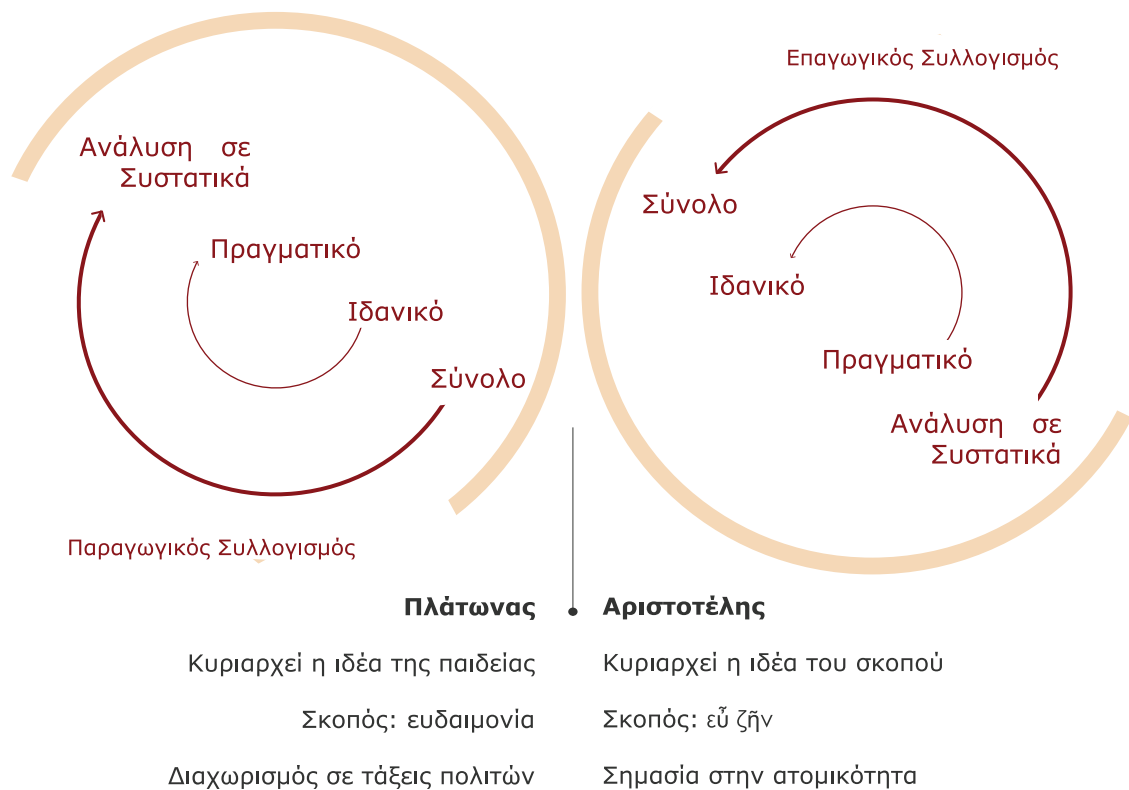 Ανάλυση σε
Συστατικά
Πραγματικό
Ιδανικό
Σύνολο
Παραγωγικός Συλλογισμός
Επαγωγικός Συλλογισμός
Σύνολο
Ιδανικό
Πραγματικό
Ανάλυση σε
Συστατικά
Πλάτωνας
Κυριαρχεί η ιδέα της παιδείας
Σκοπός: ευδαιμονία
Διαχωρισμός σε τάξεις πολιτών
Αριστοτέλης
Κυριαρχεί η ιδέα του σκοπού
Σκοπός: εὖ ζῆν
Σημασία στην ατομικότητα